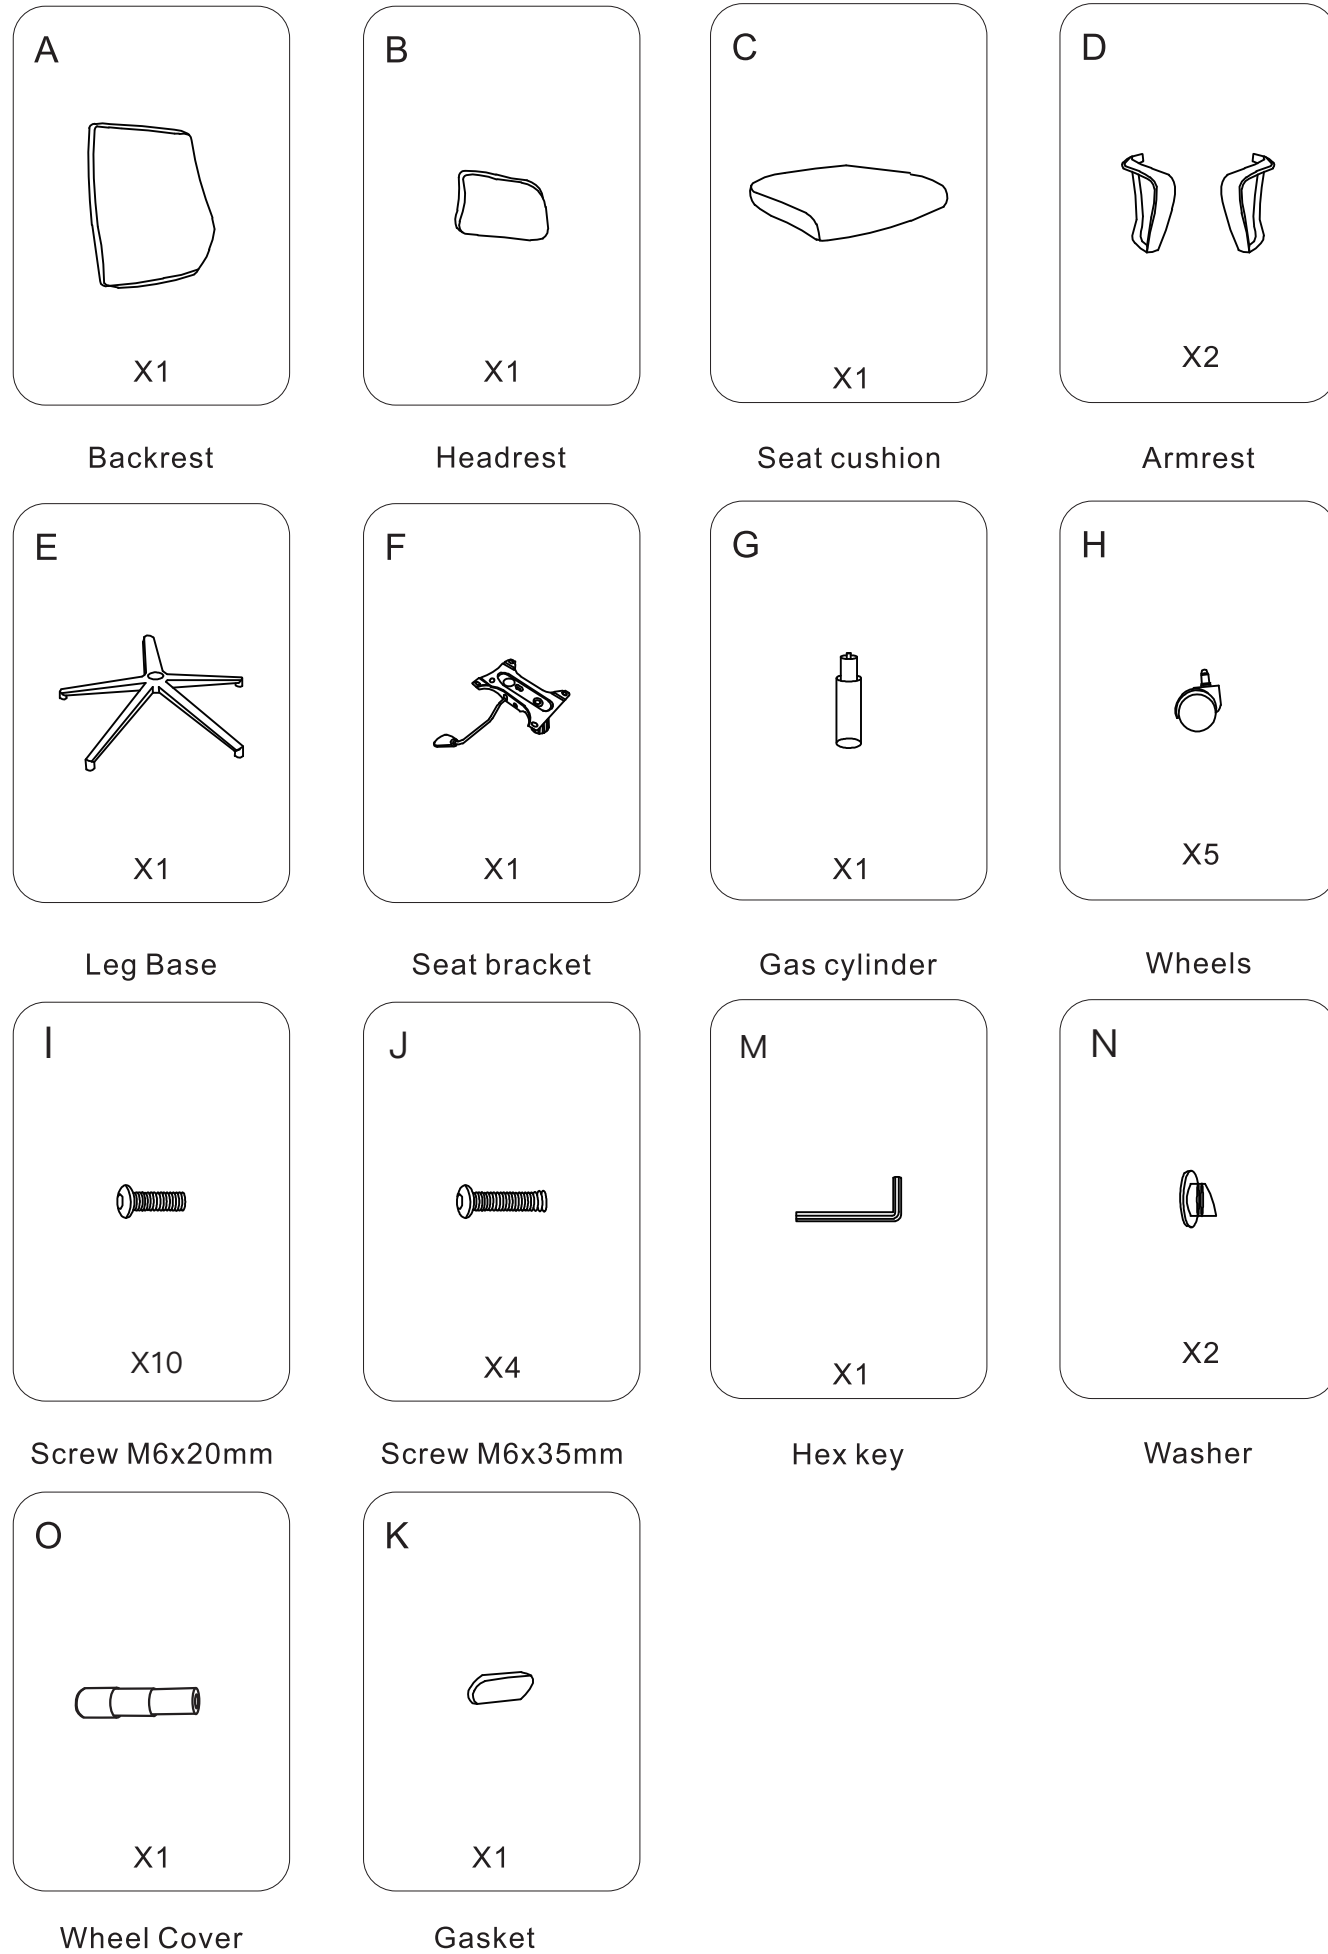 A
B
C
D
X1
X1
X1
X2
Backrest
Headrest
Seat cushion
Armrest
E
F
G
H
X1
X1
X1
X5
Leg Base
Seat bracket
Gas cylinder
Wheels
I
J
M
N
X10
X4
X1
X2
Screw M6x20mm
Screw M6x35mm
Hex key
Washer
O
K
X1
X1
Wheel Cover
Gasket